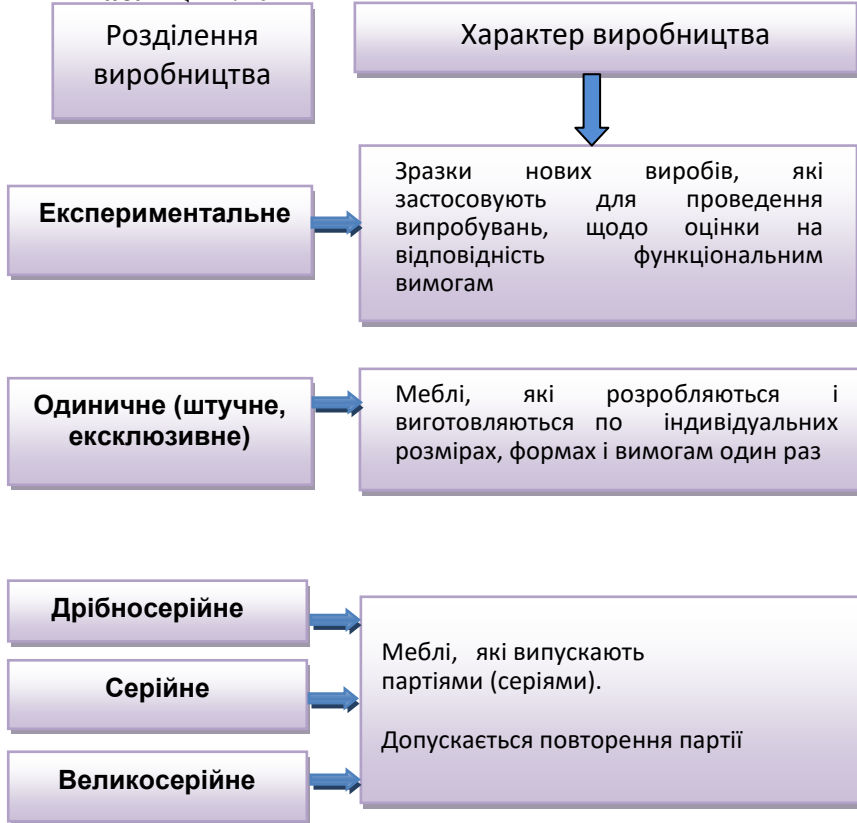 Розділення
виробництва
Характер виробництва
Експериментальне
Зразки нових виробів, які
застосовують для проведення
випробувань, щодо оцінки на
відповідність функціональним
вимогам
Одиничне (штучне,
ексклюзивне)
Меблі, які розробляються і
виготовляються по індивідуальних
розмірах, формах і вимогам один раз
Дрібносерійне
Серійне
Великосерійне
Меблі, які випускають
партіями (серіями).
Допускається повторення партії